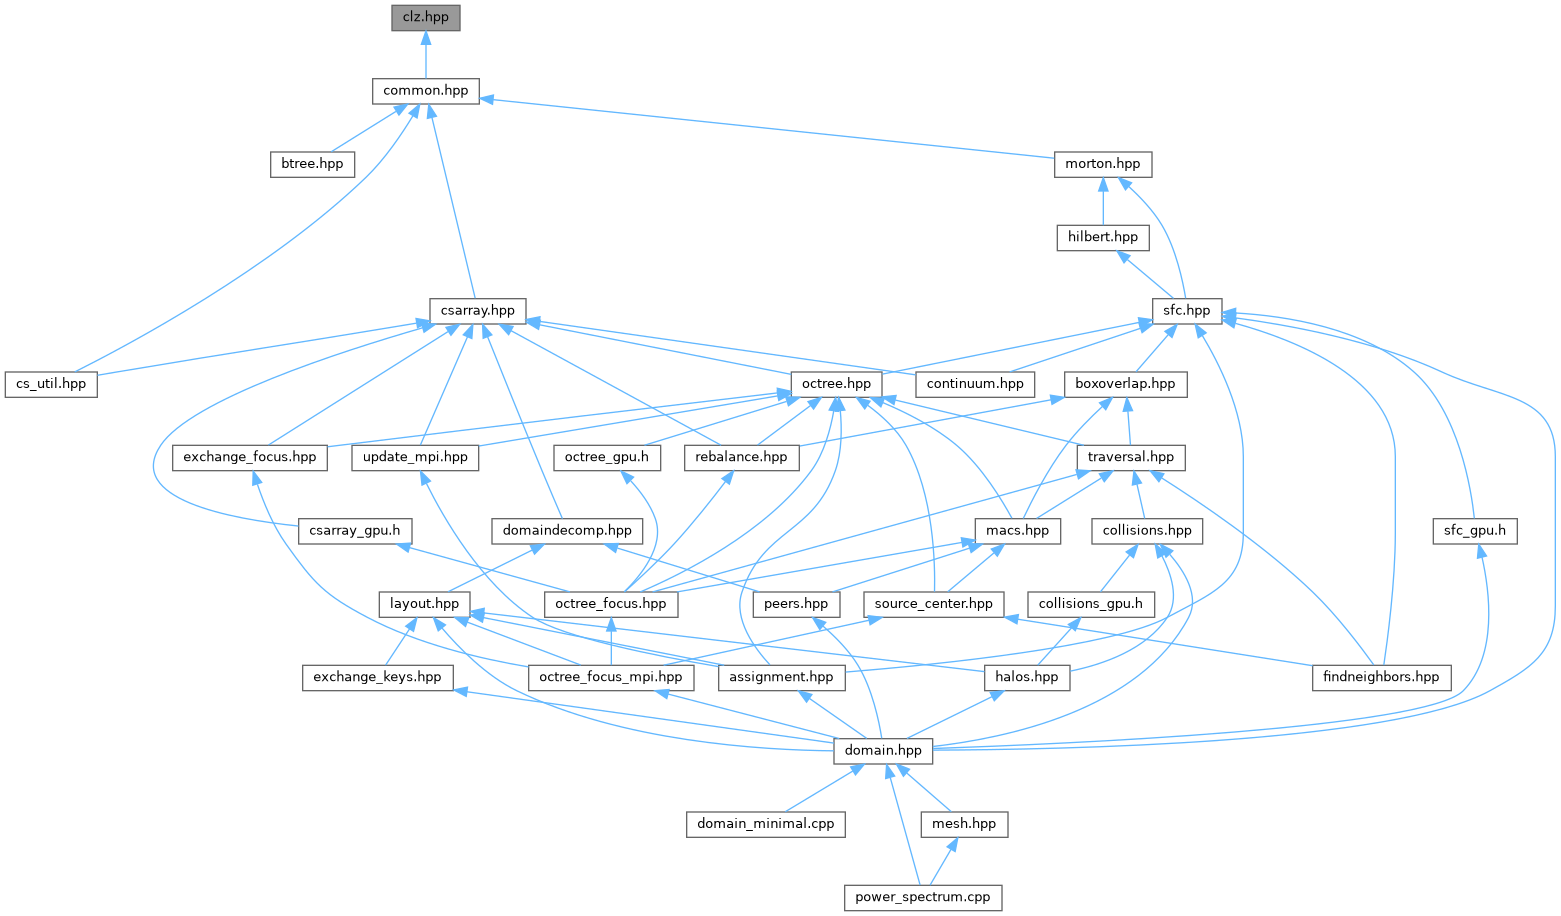 clz.hpp
common.hpp
btree.hpp
morton.hpp
hilbert.hpp
csarray.hpp
sfc.hpp
cs_util.hpp
octree.hpp
continuum.hpp
boxoverlap.hpp
exchange_focus.hpp
update_mpi.hpp
octree_gpu.h
rebalance.hpp
traversal.hpp
csarray_gpu.h
domaindecomp.hpp
macs.hpp
collisions.hpp
sfc_gpu.h
layout.hpp
octree_focus.hpp
peers.hpp
source_center.hpp
collisions_gpu.h
exchange_keys.hpp
octree_focus_mpi.hpp
assignment.hpp
halos.hpp
findneighbors.hpp
domain.hpp
domain_minimal.cpp
mesh.hpp
power_spectrum.cpp